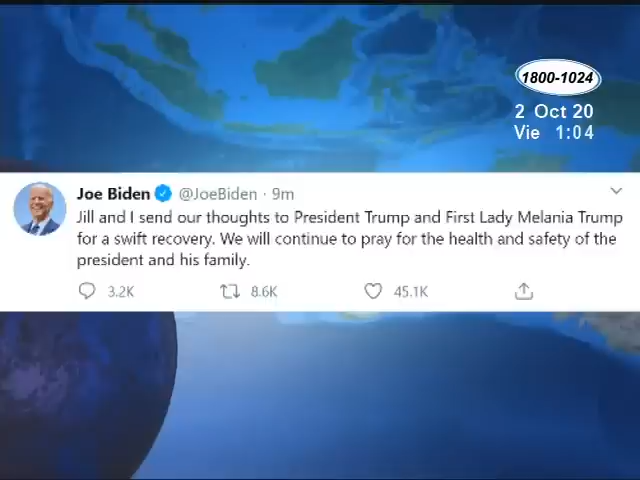 1800-1024
2 Oct 20
Vie 1:04
Joe Biden @JoeBiden · 9m
Jill and I send our thoughts to President Trump and First Lady Melania Trump
for a swift recovery. We will continue to pray for the health and safety of the
president and his family.
3.2K 8.6K 45.1K